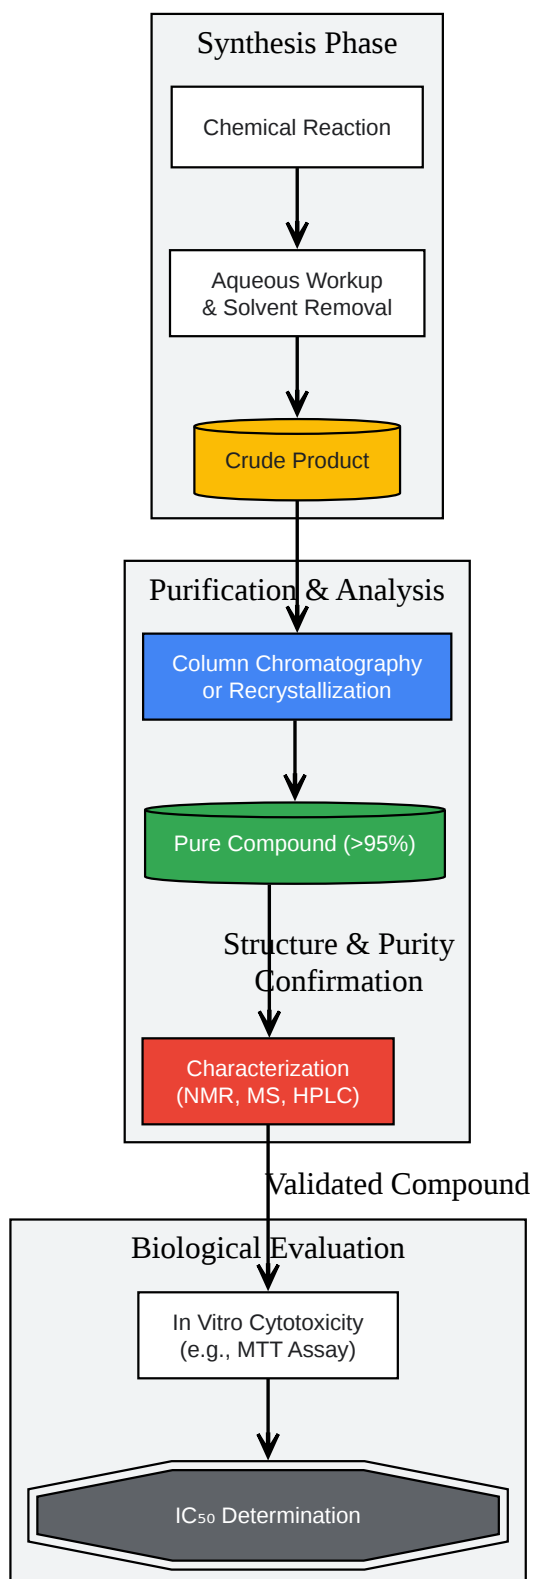 Synthesis Phase
Chemical Reaction
Aqueous Workup
& Solvent Removal
Crude Product
Purification & Analysis
Column Chromatography
or Recrystallization
Pure Compound (>95%)
Structure & Purity
Confirmation
Characterization
(NMR, MS, HPLC)
Validated Compound
Biological Evaluation
In Vitro Cytotoxicity
(e.g., MTT Assay)
IC₅₀ Determination